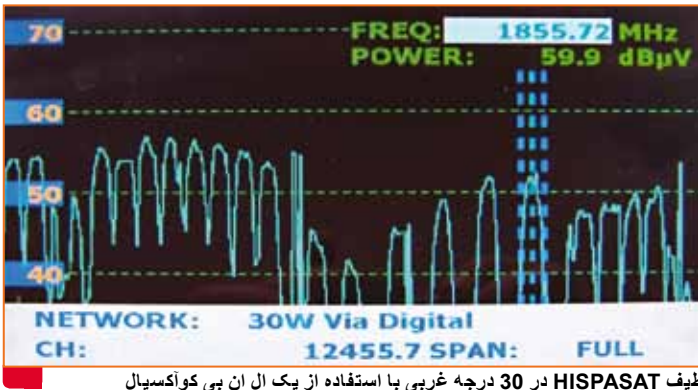 70
FREQ: 1855.72 MHz
POWER: 59.9 dBµV
60
50
40
NETWORK: 30W Via Digital
CH: 12455.7 SPAN: FULL
HISPASAT در 30 درجه غربی با استفاده از یک ال ان بی کوآکسیال